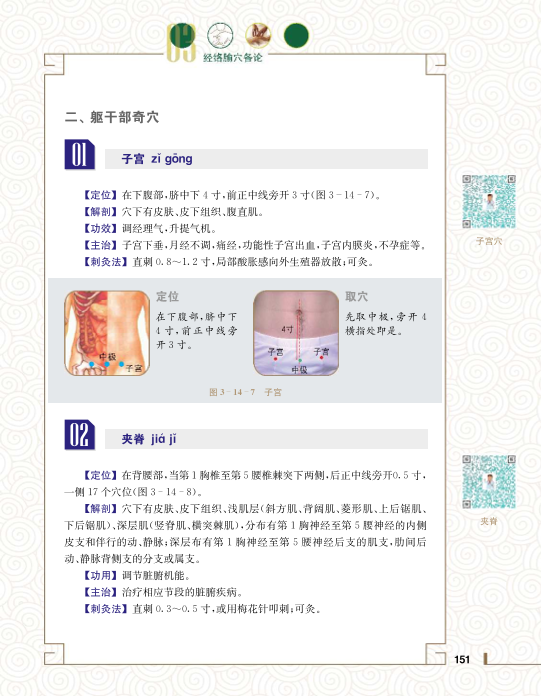 03
经络腧穴各论
二、躯干部奇穴
01
子宫 zǐ gōng
【定位】在下腹部,脐中下4寸,前正中线旁开3寸(图3-14-7)。
【解剖】穴下有皮肤、皮下组织、腹直肌。
【功效】调经理气,升提气机。
【主治】子宫下垂,月经不调,痛经,功能性子宫出血,子宫内膜炎,不孕症等。
【刺灸法】直刺0.8～1.2寸,局部酸胀感向外生殖器放散;可灸。
子宫穴
定位
在下腹部,脐中下
4寸,前正中线旁
开3寸。
中极
子宫
取穴
先取中极,旁开4
横指处即是。
4寸
子宫
子宫
中极
图3-14-7 子宫
02
夹脊 jiá jǐ
【定位】在背腰部,当第1胸椎至第5腰椎棘突下两侧,后正中线旁开0.5寸,
一侧17个穴位(图3-14-8)。
【解剖】穴下有皮肤、皮下组织、浅肌层(斜方肌、背阔肌、菱形肌、上后锯肌、
下后锯肌)、深层肌(竖脊肌、横突棘肌),分布有第1胸神经至第5腰神经的内侧
皮支和伴行的动、静脉;深层布有第1胸神经至第5腰神经后支的肌支,肋间后
动、静脉背侧支的分支或属支。
【功用】调节脏腑机能。
【主治】治疗相应节段的脏腑疾病。
【刺灸法】直刺0.3～0.5寸,或用梅花针叩刺;可灸。
夹脊
151